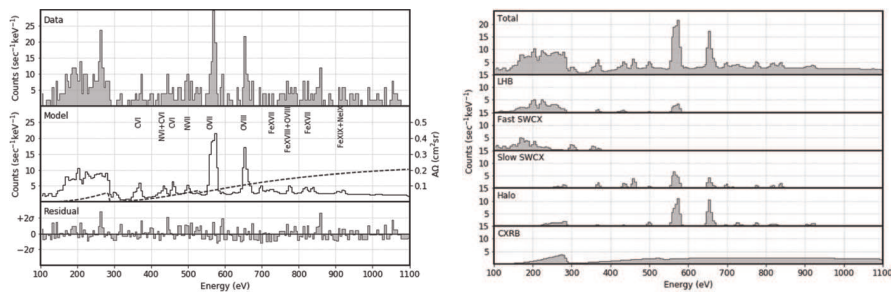 Data
Counts (sec⁻¹keV⁻¹)
25
20
15
10
5
Model
CVI
NVI+CVI
CVI
NVII
OVII
OVIII
FeXVII
FeXVIII+OVIII
FeXVII
FeXIX+NeIX
Counts (sec⁻¹keV⁻¹)
25
20
15
10
5
0.5
0.4
0.3
0.2
0.1
AΩ (cm²sr)
Residual
+2σ
0
−2σ
100 200 300 400 500 600 700 800 900 1000 1100
Energy (eV)
Total
Counts (sec⁻¹keV⁻¹)
20
15
10
5
15
LHB
10
5
15
Fast SWCX
10
5
15
Slow SWCX
10
5
15
Halo
10
5
15
CXRB
10
5
0
100 200 300 400 500 600 700 800 900 1000 1100
Energy (eV)